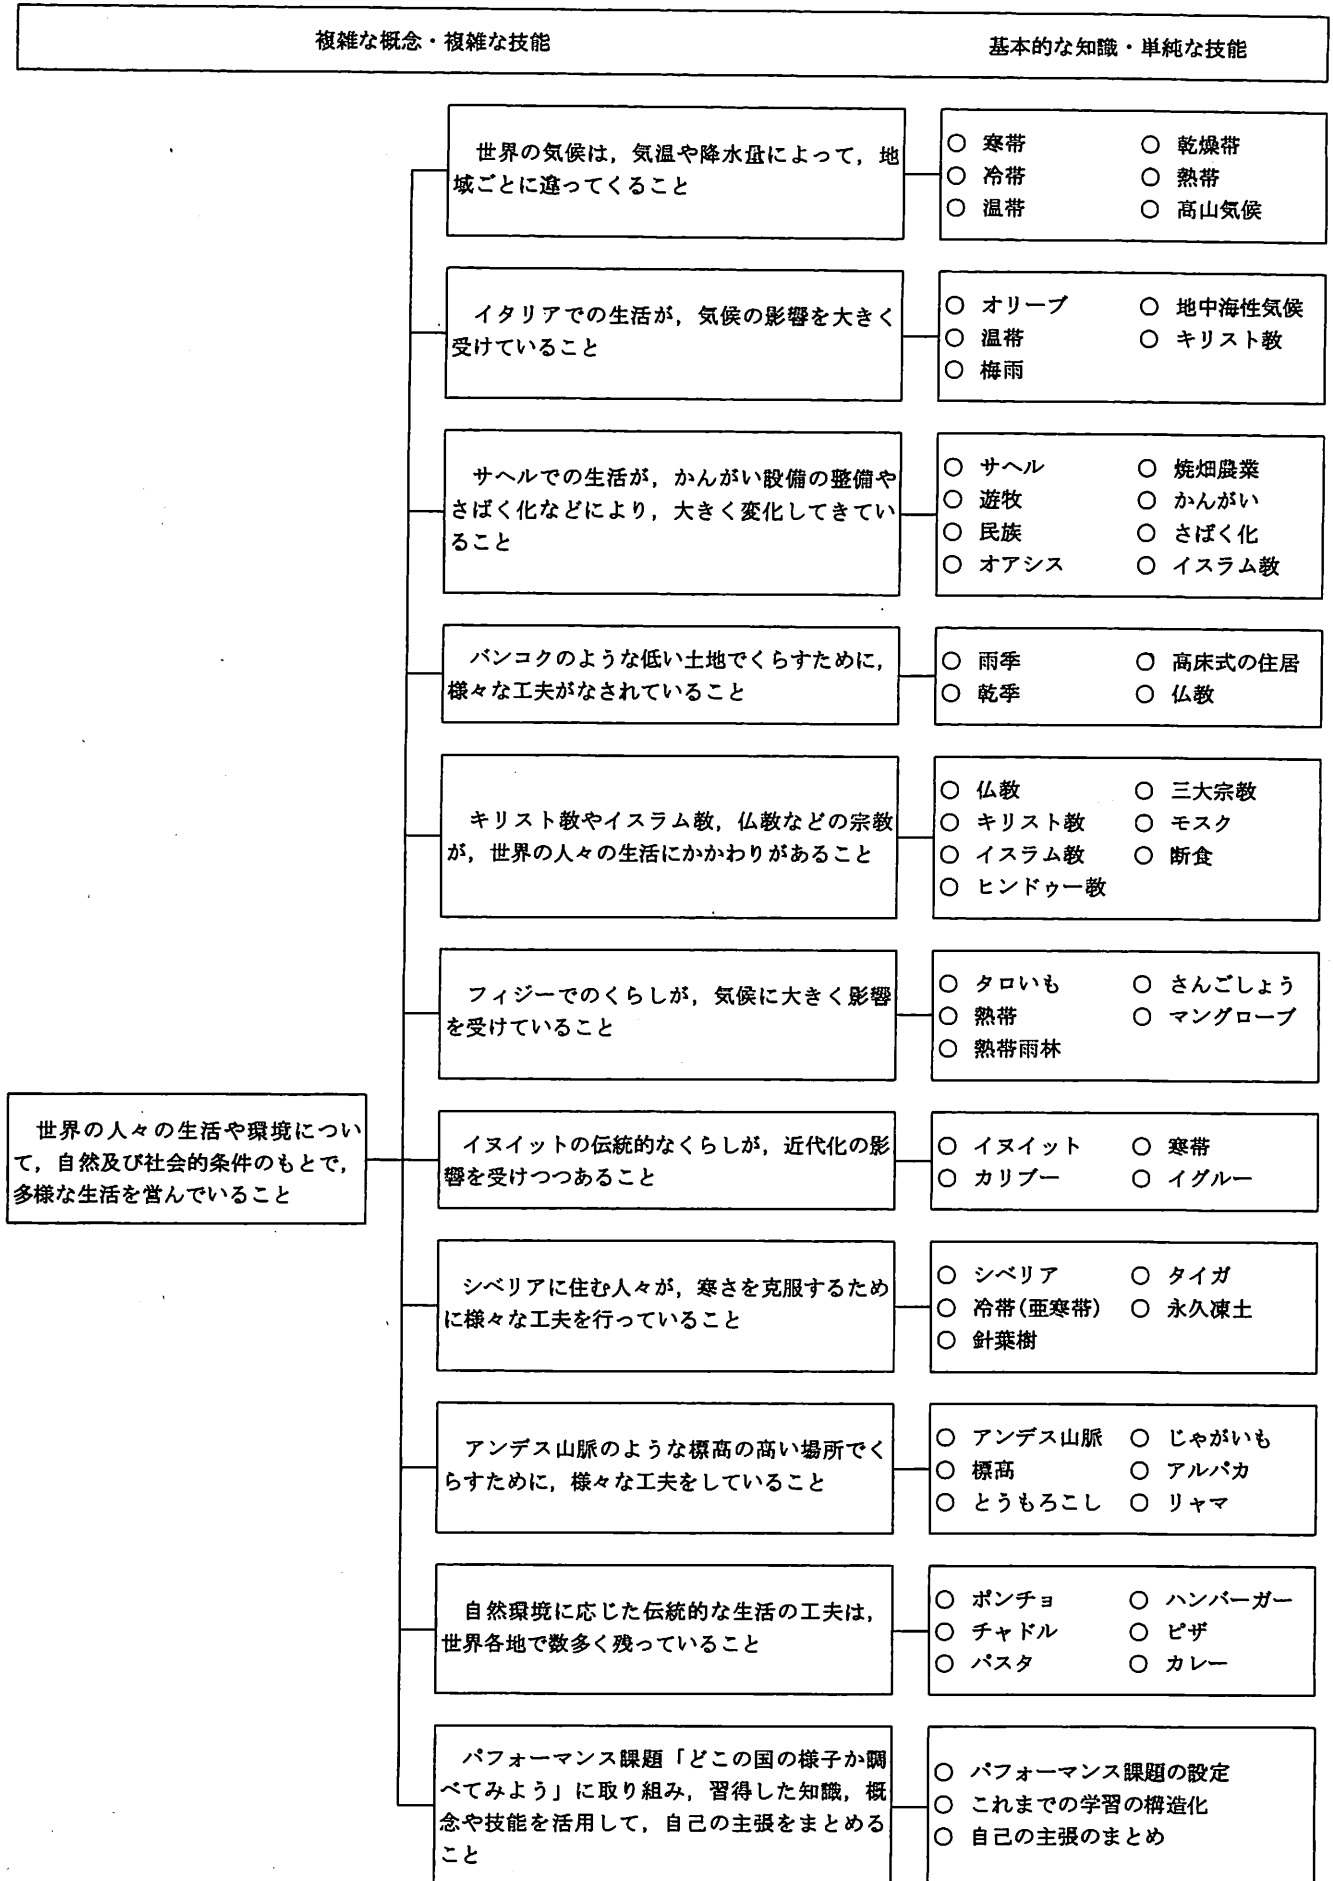 複雑な概念・複雑な技能 基本的な知識・単純な技能
世界の気候は，気温や降水量によって，地
域ごとに違ってくること
○ 寒帯 ○ 乾燥帯
○ 冷帯 ○ 熱帯
○ 温帯 ○ 高山気候
イタリアでの生活が，気候の影響を大きく
受けていること
○ オリーブ ○ 地中海性気候
○ 温帯 ○ キリスト教
○ 梅雨
サヘルでの生活が，かんがい設備の整備や
さばく化などにより，大きく変化してきてい
ること
○ サヘル ○ 焼畑農業
○ 遊牧 ○ かんがい
○ 民族 ○ さばく化
○ オアシス ○ イスラム教
バンコクのような低い土地でくらすために，
様々な工夫がなされていること
○ 雨季 ○ 高床式の住居
○ 乾季 ○ 仏教
キリスト教やイスラム教，仏教などの宗教
が，世界の人々の生活にかかわりがあること
○ 仏教 ○ 三大宗教
○ キリスト教 ○ モスク
○ イスラム教 ○ 断食
○ ヒンドゥー教
フィジーでのくらしが，気候に大きく影響
を受けていること
○ タロいも ○ さんごしょう
○ 熱帯 ○ マングローブ
○ 熱帯雨林
世界の人々の生活や環境につい
て，自然及び社会的条件のもとで，
多様な生活を営んでいること
イヌイットの伝統的なくらしが，近代化の影
響を受けつつあること
○ イヌイット ○ 寒帯
○ カリブー ○ イグルー
シベリアに住む人々が，寒さを克服するため
に様々な工夫を行っていること
○ シベリア ○ タイガ
○ 冷帯(亜寒帯) ○ 永久凍土
○ 針葉樹
アンデス山脈のような標高の高い場所でく
らすために，様々な工夫をしていること
○ アンデス山脈 ○ じゃがいも
○ 標高 ○ アルパカ
○ とうもろこし ○ リャマ
自然環境に応じた伝統的な生活の工夫は，
世界各地で数多く残っていること
○ ポンチョ ○ ハンバーガー
○ チャドル ○ ピザ
○ パスタ ○ カレー
パフォーマンス課題「どこの国の様子か調
べてみよう」に取り組み，習得した知識，概
念や技能を活用して，自己の主張をまとめる
こと
○ パフォーマンス課題の設定
○ これまでの学習の構造化
○ 自己の主張のまとめ